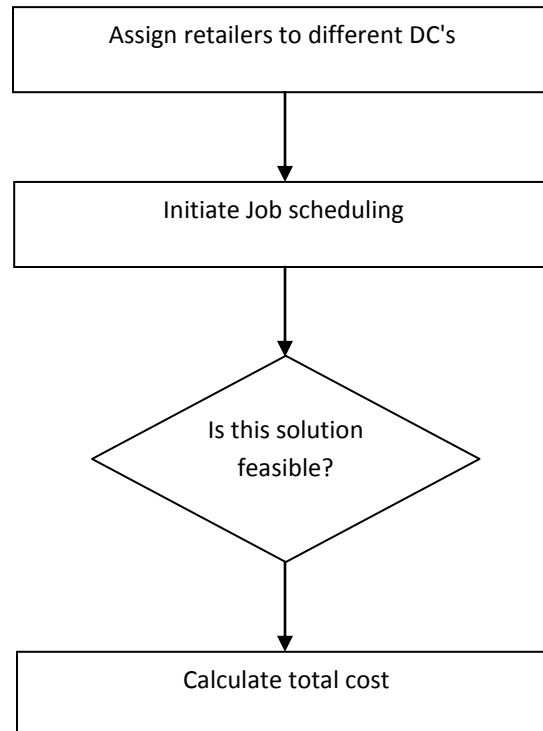 Assign retailers to different DC's
Initiate Job scheduling
Is this solution
feasible?
Calculate total cost